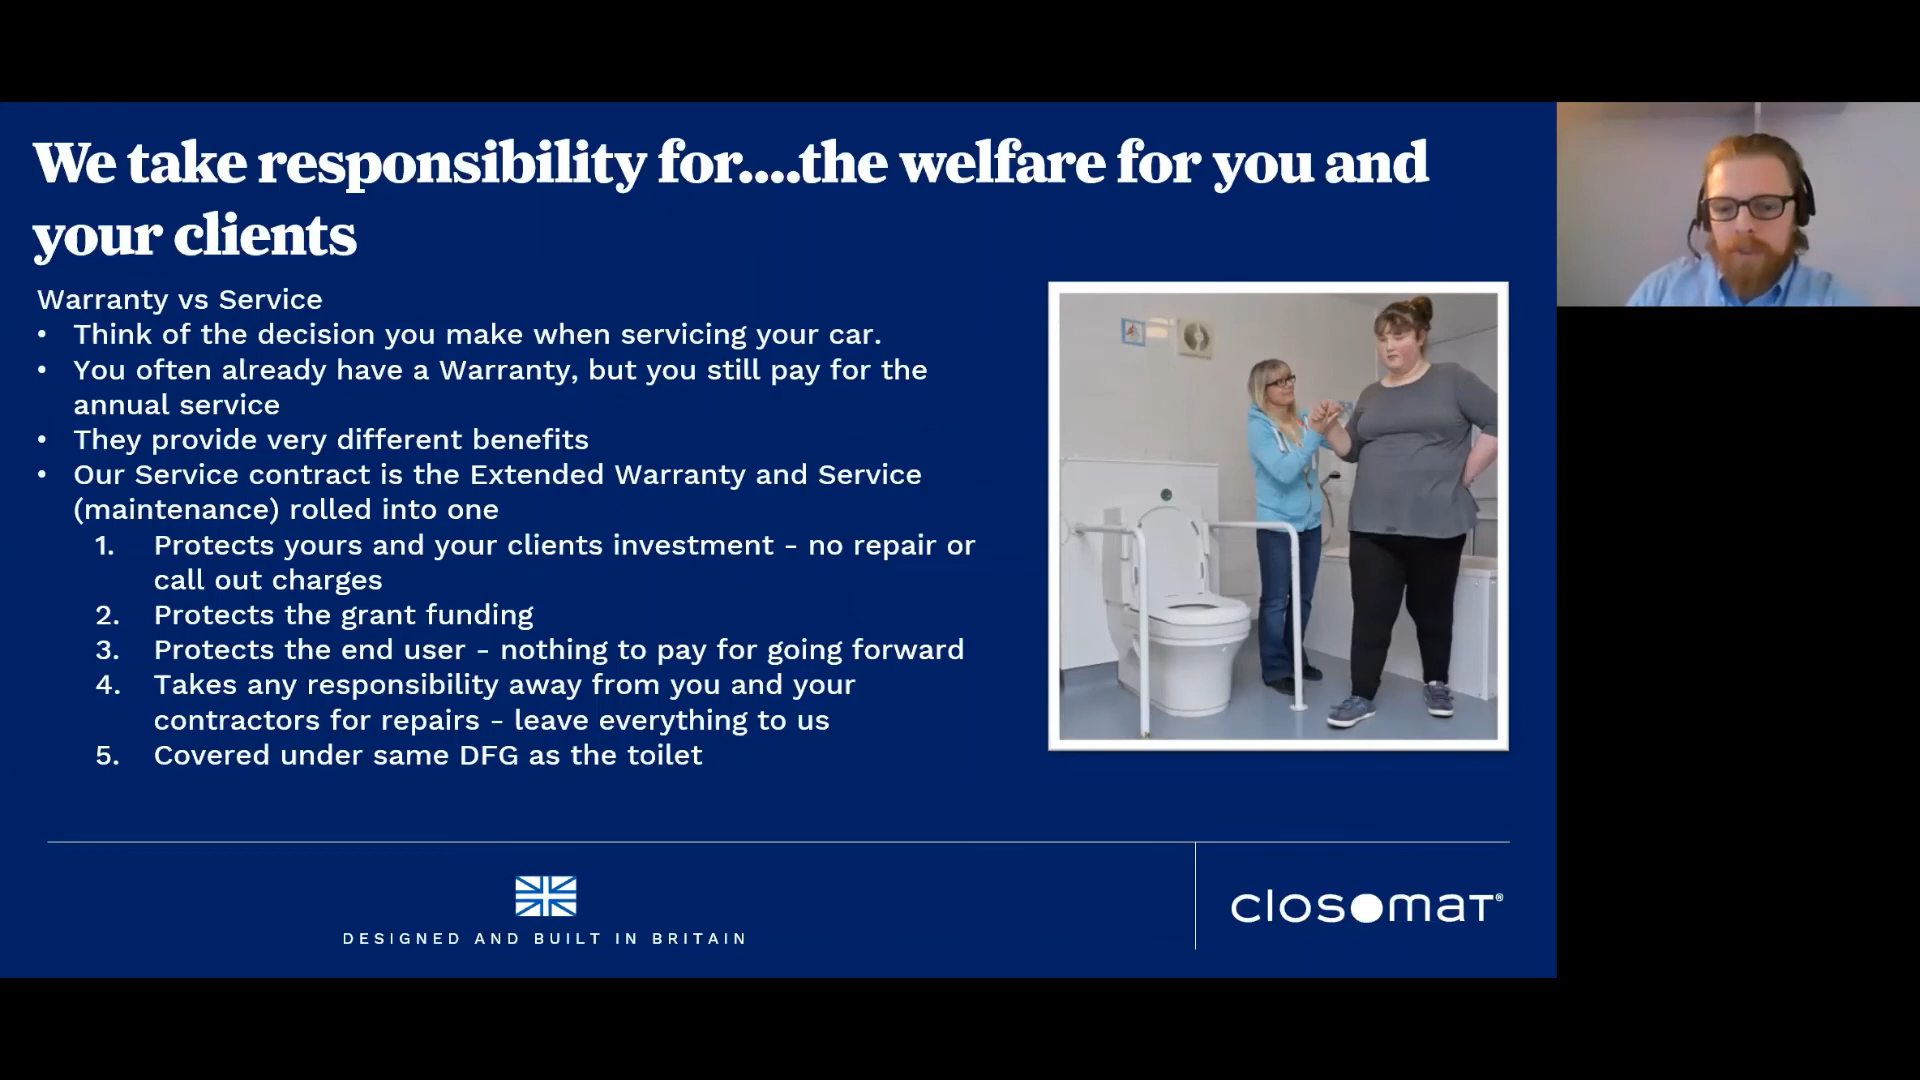 We take responsibility for....the welfare for you and
your clients
Warranty vs Service
• Think of the decision you make when servicing your car.
• You often already have a Warranty, but you still pay for the
annual service
• They provide very different benefits
• Our Service contract is the Extended Warranty and Service
(maintenance) rolled into one
1. Protects yours and your clients investment - no repair or
call out charges
2. Protects the grant funding
3. Protects the end user - nothing to pay for going forward
4. Takes any responsibility away from you and your
contractors for repairs - leave everything to us
5. Covered under same DFG as the toilet
DESIGNED AND BUILT IN BRITAIN
closomat®